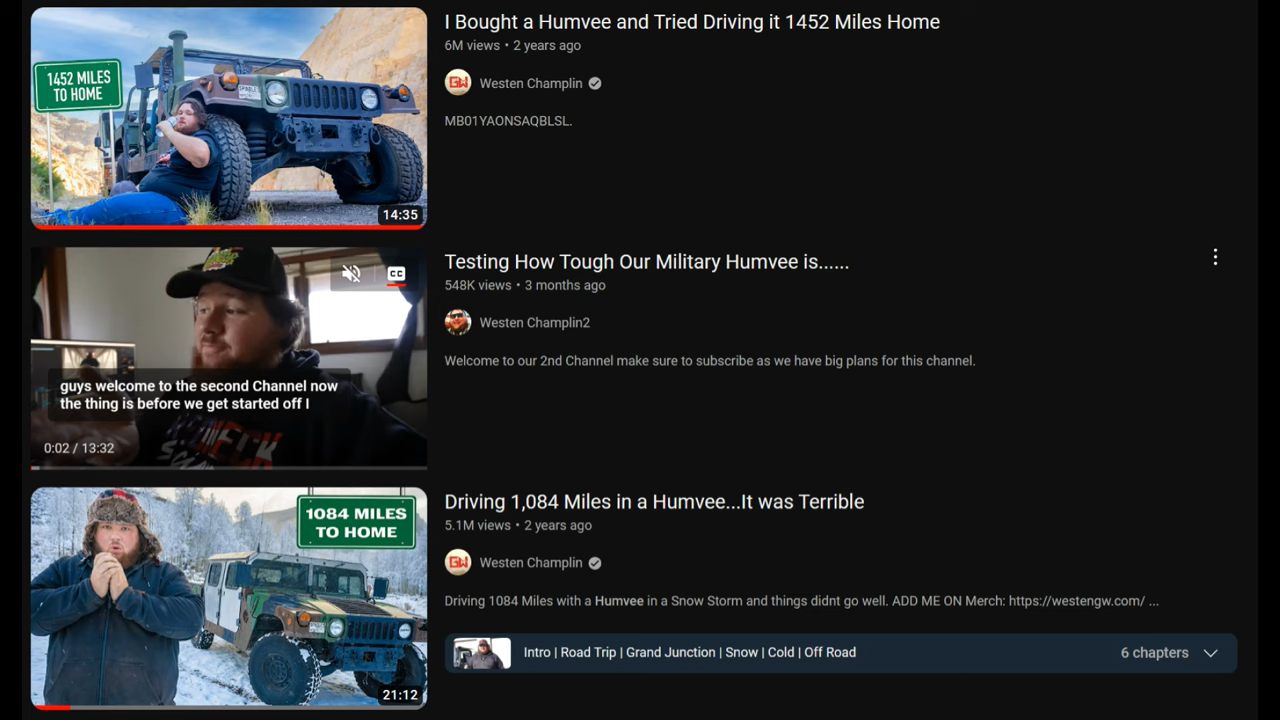 1452 MILES
TO HOME
14:35
I Bought a Humvee and Tried Driving it 1452 Miles Home
6M views • 2 years ago
GW
Westen Champlin
MB01YAONSAQBLSL.
CC
guys welcome to the second Channel now
the thing is before we get started off I
0:02 / 13:32
Testing How Tough Our Military Humvee is......
548K views • 3 months ago
Westen Champlin2
Welcome to our 2nd Channel make sure to subscribe as we have big plans for this channel.
1084 MILES
TO HOME
21:12
Driving 1,084 Miles in a Humvee...It was Terrible
5.1M views • 2 years ago
GW
Westen Champlin
Driving 1084 Miles with a Humvee in a Snow Storm and things didnt go well. ADD ME ON Merch: https://westengw.com/ ...
Intro | Road Trip | Grand Junction | Snow | Cold | Off Road
6 chapters